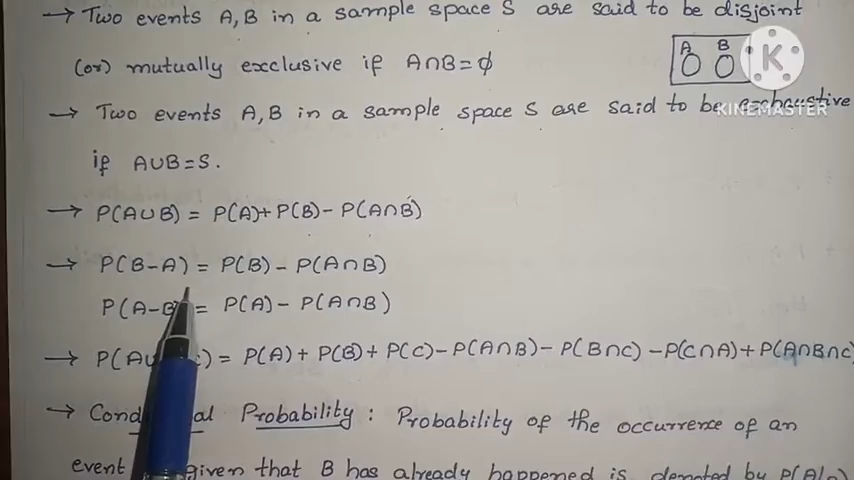 → Two events A, B in a sample space S are said to be disjoint
(or) mutually exclusive if A∩B=ϕ
A B
K
KINEMASTER
→ Two events A, B in a sample space S are said to be exhaustive
if A∪B=S.
→ P(A∪B) = P(A)+P(B)-P(A∩B)
→ P(B-A) = P(B)-P(A∩B)
P(A-B) = P(A)-P(A∩B)
→ P(A∪ C) = P(A)+P(B)+P(C)-P(A∩B)-P(B∩C)-P(C∩A)+P(A∩B∩C)
→ Conditional Probability: Probability of the occurrence of an
event given that B has already happened is denoted by P(A|B)